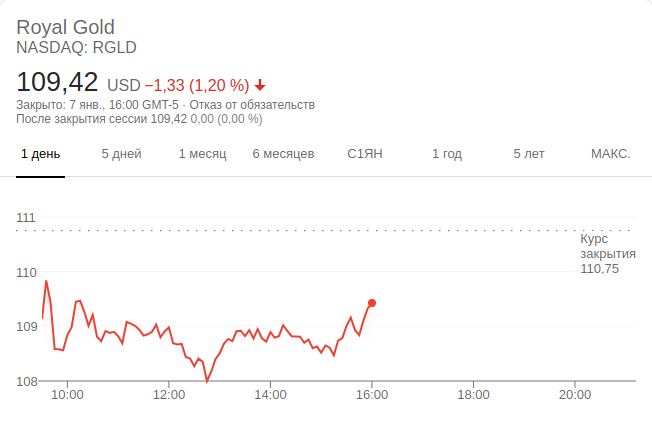 Royal Gold
NASDAQ: RGLD
109,42 USD −1,33 (1,20 %)
Закрыто: 7 янв., 16:00 GMT-5 · Отказ от обязательств
После закрытия сессии 109,42 0,00 (0,00 %)
1 день 5 дней 1 месяц 6 месяцев С1ЯН 1 год 5 лет МАКС.
111
Курс
закрытия
110,75
110
109
108
10:00 12:00 14:00 16:00 18:00 20:00